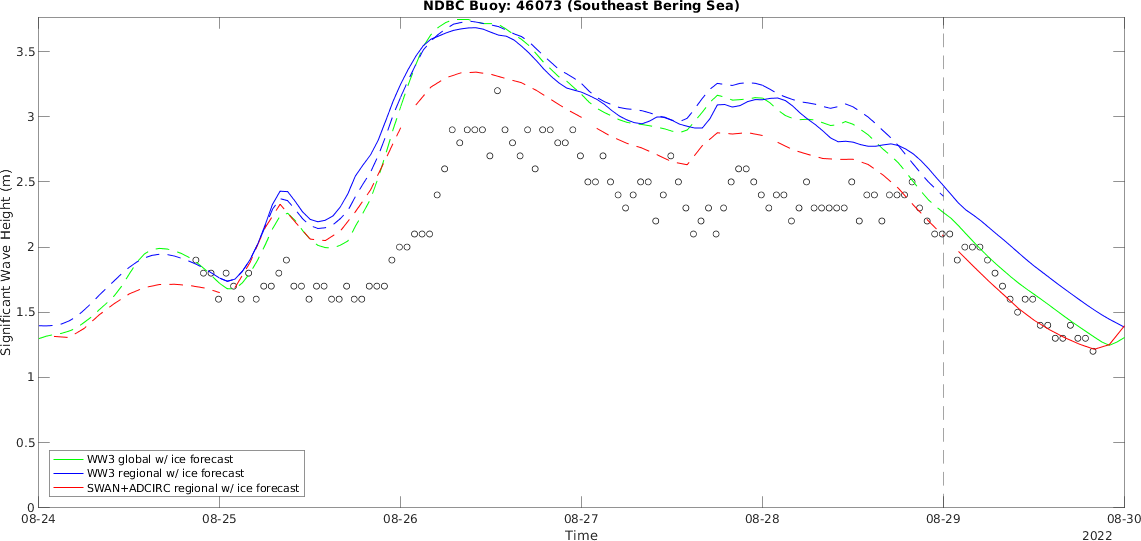 NDBC Buoy: 46073 (Southeast Bering Sea)
3.5
3
2.5
2
1.5
1
0.5
0
Significant Wave Height (m)
WW3 global w/ ice forecast
WW3 regional w/ ice forecast
SWAN+ADCIRC regional w/ ice forecast
08-24
08-25
08-26
08-27
08-28
08-29
08-30
Time
2022